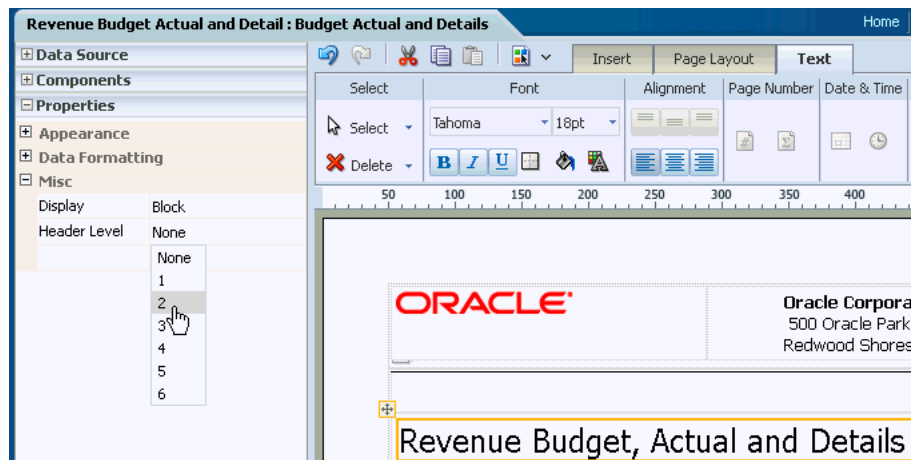 Revenue Budget Actual and Detail : Budget Actual and Details
Home
Data Source
Components
Properties
Appearance
Data Formatting
Misc
Display Block
Header Level None
None
1
2
3
4
5
6
Insert Page Layout Text
Select Font Alignment Page Number Date & Time
Select Tahoma 18pt
Delete B I U
50 100 150 200 250 300 350 400
ORACLE
Oracle Corpora
500 Oracle Park
Redwood Shores
Revenue Budget, Actual and Details